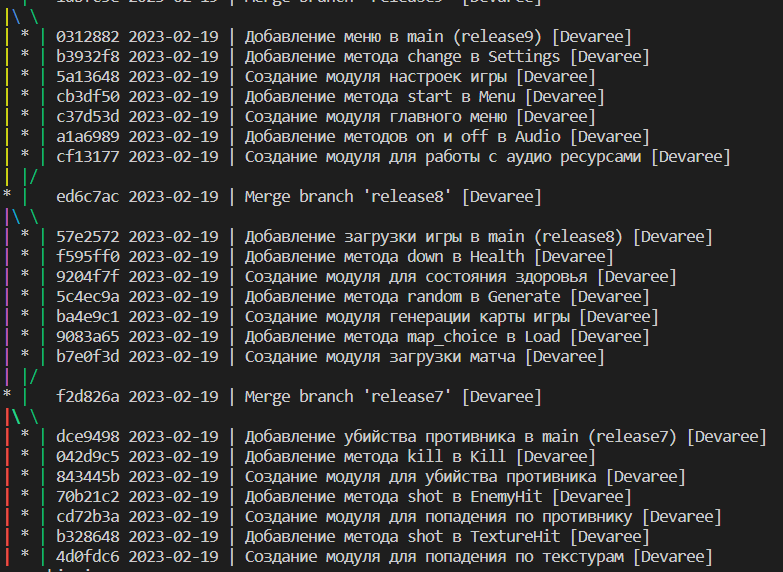 |\ \
| * | 0312882 2023-02-19 | Добавление меню в main (release9) [Devaree]
| * | b3932f8 2023-02-19 | Добавление метода change в Settings [Devaree]
| * | 5a13648 2023-02-19 | Создание модуля настроек игры [Devaree]
| * | cb3df50 2023-02-19 | Добавление метода start в Menu [Devaree]
| * | c37d53d 2023-02-19 | Создание модуля главного меню [Devaree]
| * | a1a6989 2023-02-19 | Добавление методов on и off в Audio [Devaree]
| * | cf13177 2023-02-19 | Создание модуля для работы с аудио ресурсами [Devaree]
| |/
* | ed6c7ac 2023-02-19 | Merge branch 'release8' [Devaree]
|\ \
| * | 57e2572 2023-02-19 | Добавление загрузки игры в main (release8) [Devaree]
| * | f595ff0 2023-02-19 | Добавление метода down в Health [Devaree]
| * | 9204f7f 2023-02-19 | Создание модуля для состояния здоровья [Devaree]
| * | 5c4ec9a 2023-02-19 | Добавление метода random в Generate [Devaree]
| * | ba4e9c1 2023-02-19 | Создание модуля генерации карты игры [Devaree]
| * | 9083a65 2023-02-19 | Добавление метода map_choice в Load [Devaree]
| * | b7e0f3d 2023-02-19 | Создание модуля загрузки матча [Devaree]
| |/
* | f2d826a 2023-02-19 | Merge branch 'release7' [Devaree]
|\ \
| * | dce9498 2023-02-19 | Добавление убийства противника в main (release7) [Devaree]
| * | 042d9c5 2023-02-19 | Добавление метода kill в Kill [Devaree]
| * | 843445b 2023-02-19 | Создание модуля для убийства противника [Devaree]
| * | 70b21c2 2023-02-19 | Добавление метода shot в EnemyHit [Devaree]
| * | cd72b3a 2023-02-19 | Создание модуля для попадания по противнику [Devaree]
| * | b328648 2023-02-19 | Добавление метода shot в TextureHit [Devaree]
| * | 4d0fdc6 2023-02-19 | Создание модуля для попадания по текстурам [Devaree]